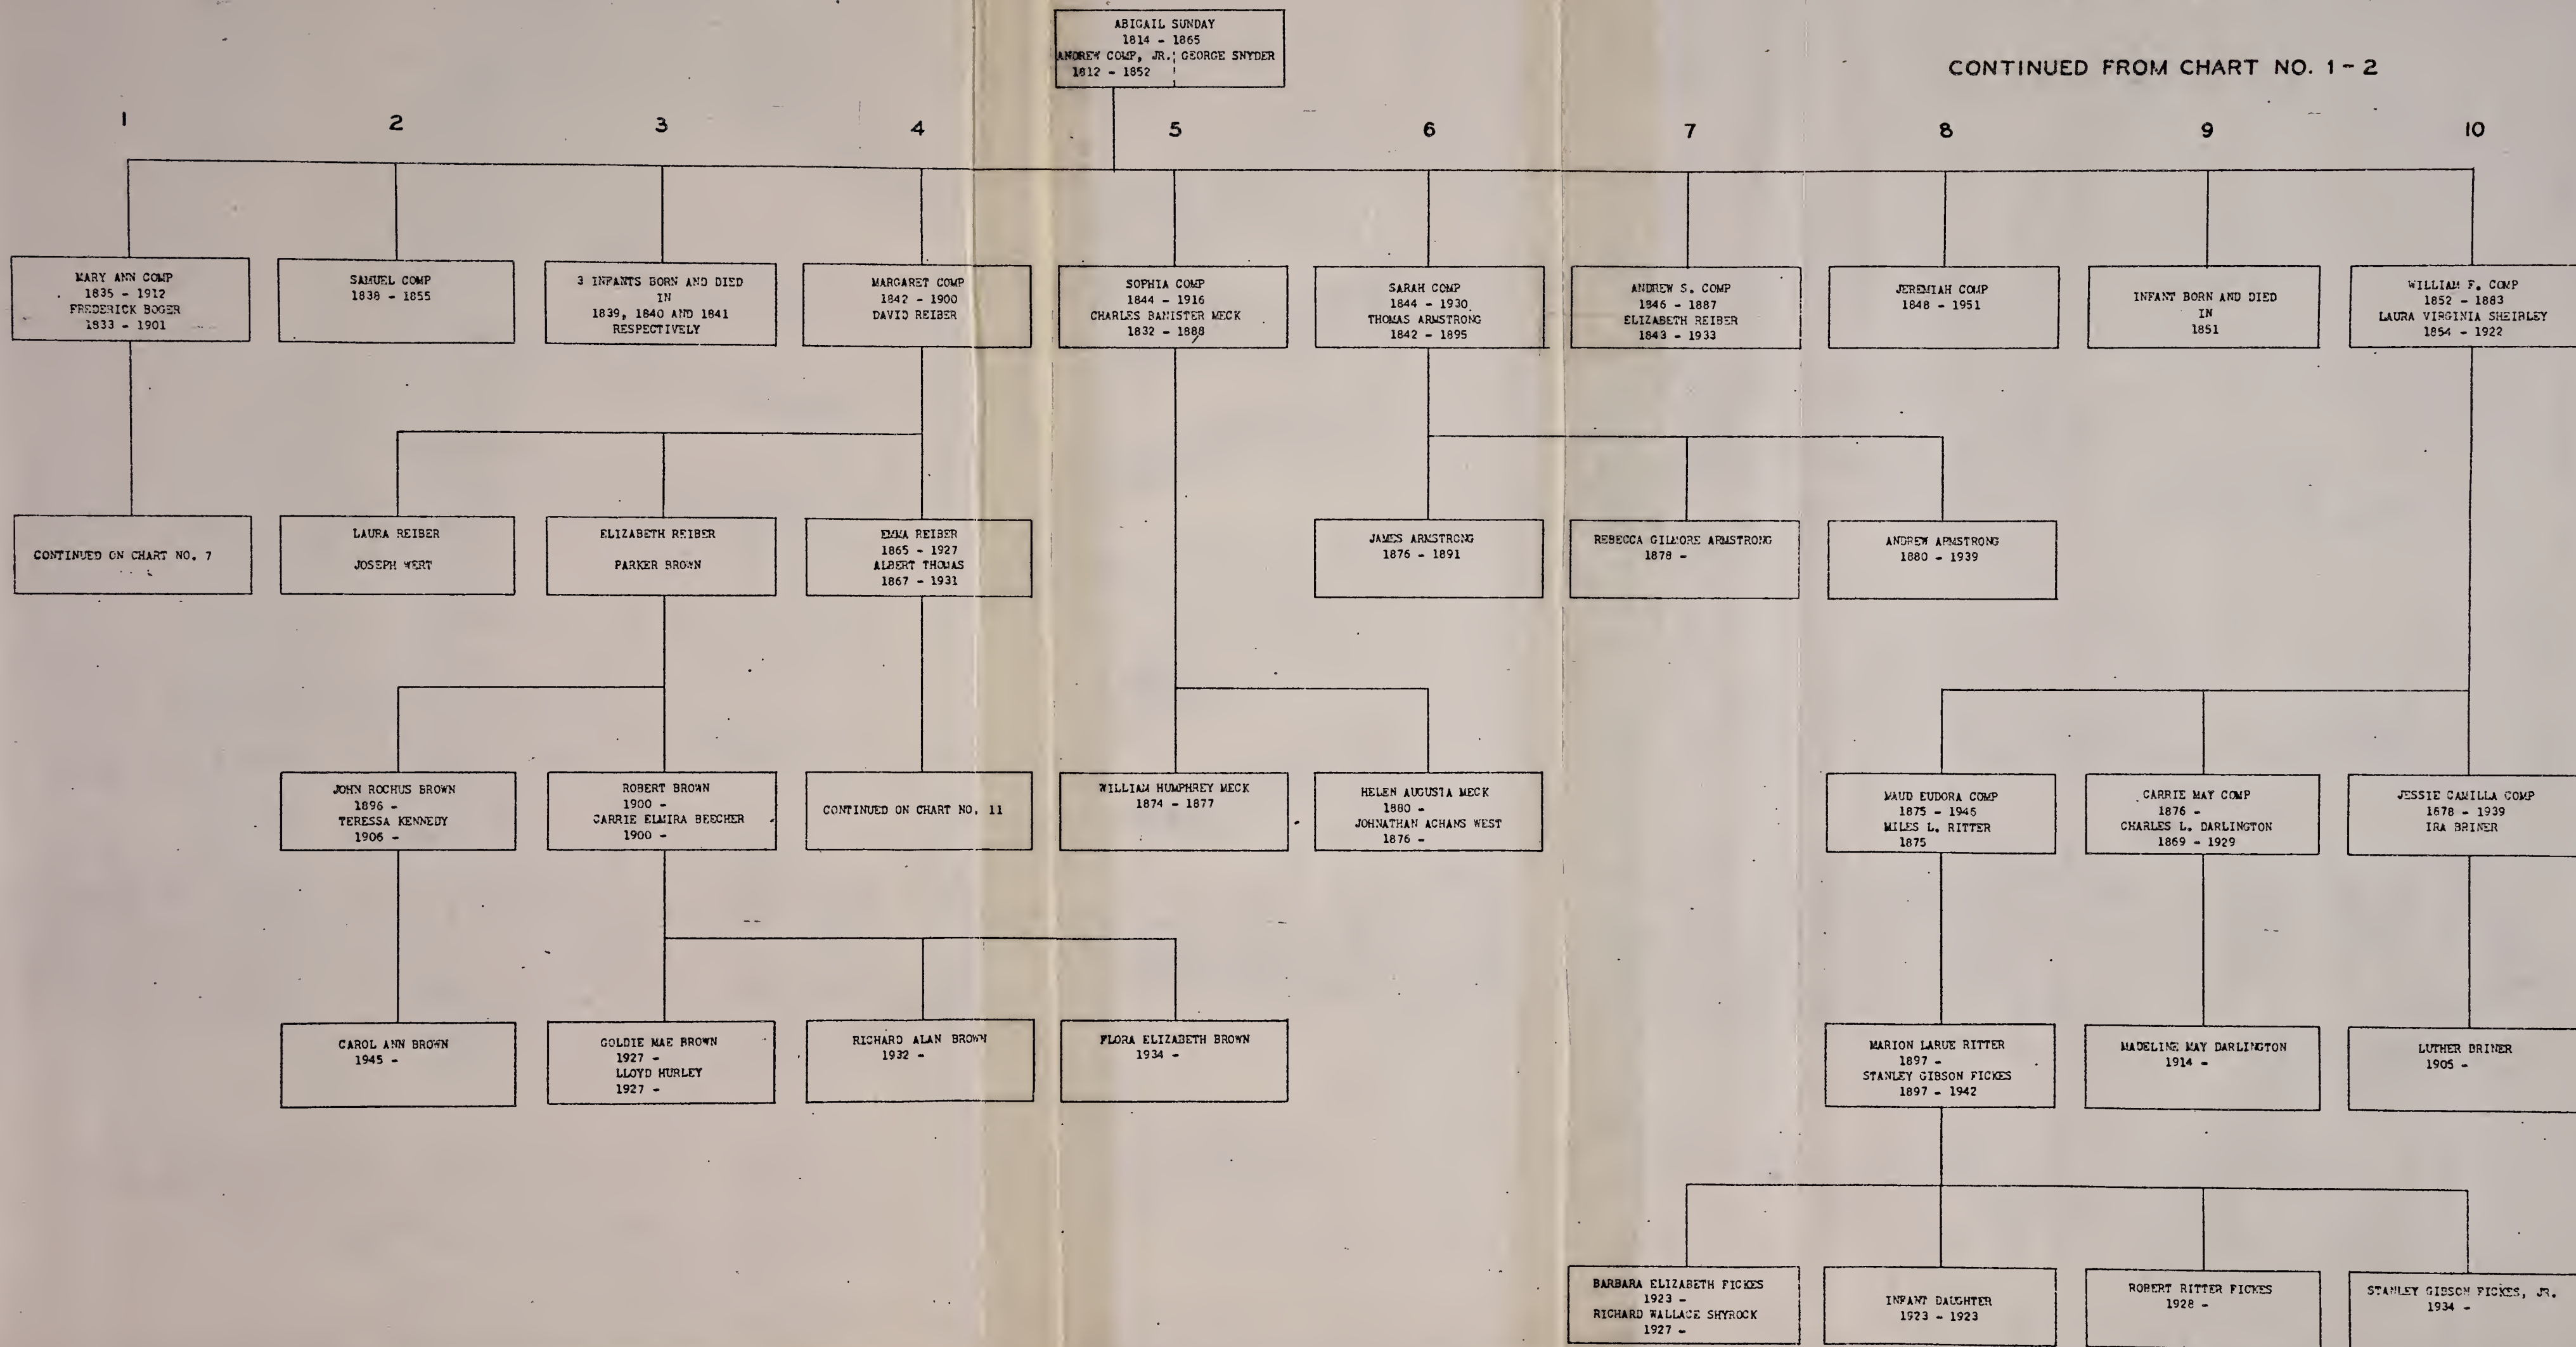 ABIGAIL SUNDAY
1814 - 1865
ANDREW COMP, JR. GEORGE SNYDER
1812 - 1852
CONTINUED FROM CHART NO. 1-2
1
2
3
4
5
6
7
8
9
10
MARY ANN COMP
1835 - 1912
FREDERICK BOGER
1833 - 1901
SAMUEL COMP
1838 - 1855
3 INFANTS BORN AND DIED
IN
1839, 1840 AND 1841
RESPECTIVELY
MARGARET COMP
1842 - 1900
DAVID REIBER
SOPHIA COMP
1844 - 1916
CHARLES BANISTER MECK
1832 - 1888
SARAH COMP
1844 - 1930
THOMAS ARMSTRONG
1842 - 1895
ANDREW S. COMP
1846 - 1887
ELIZABETH REIBER
1843 - 1933
JEREMIAH COMP
1848 - 1951
INFANT BORN AND DIED
IN
1851
WILLIAM F. COMP
1852 - 1883
LAURA VIRGINIA SHEIBLEY
1854 - 1922
CONTINUED ON CHART NO. 7
LAURA REIBER
JOSEPH WERT
ELIZABETH REIBER
PARKER BROWN
EMMA REIBER
1865 - 1927
ALBERT THOMAS
1867 - 1931
JAMES ARMSTRONG
1876 - 1891
REBECCA GILMORE ARMSTRONG
1878 -
ANDREW ARMSTRONG
1880 - 1939
JOHN ROCHUS BROWN
1896 -
TERESSA KENNEDY
1906 -
ROBERT BROWN
1900 -
CARRIE ELMIRA BEECHER
1900 -
CONTINUED ON CHART NO. 11
WILLIAM HUMPHREY MECK
1874 - 1877
HELEN AUGUSTA MECK
1880 -
JOHNATHAN ACHAMS WEST
1876 -
MAUD EUDORA COMP
1875 - 1946
MILES L. RITTER
1875
CARRIE MAY COMP
1876 -
CHARLES L. DARLINGTON
1869 - 1929
JESSIE CAMILLA COMP
1878 - 1939
IRA BRINER
CAROL ANN BROWN
1945 -
GOLDIE MAE BROWN
1927 -
LLOYD HURLEY
1927 -
RICHARD ALAN BROWN
1932 -
FLORA ELIZABETH BROWN
1934 -
MARION LARUE RITTER
1897 -
STANLEY GIBSON FICKES
1897 - 1942
MADELINE MAY DARLINGTON
1914 -
LUTHER BRINER
1905 -
BARBARA ELIZABETH FICKES
1923 -
RICHARD WALLACE SHYROCK
1927 -
INFANT DAUGHTER
1923 - 1923
ROBERT RITTER FICKES
1928 -
STANLEY GIBSON FICKES, JR.
1934 -